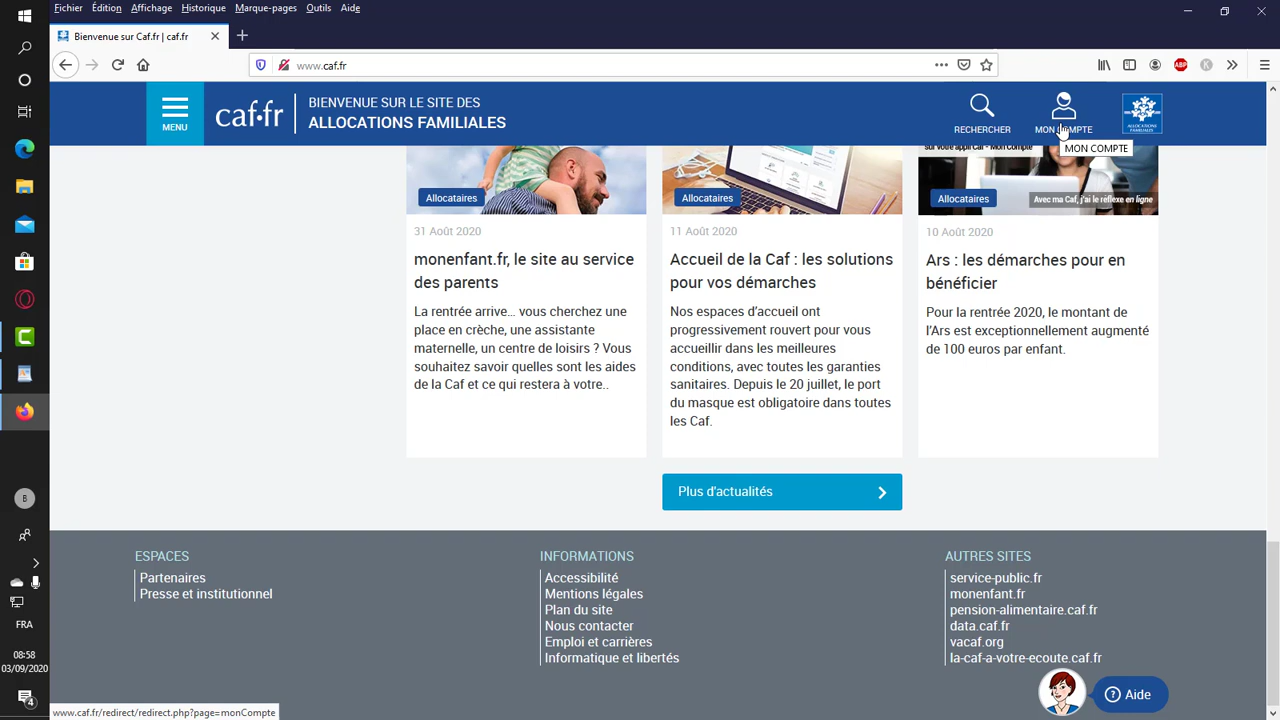 Fichier Édition Affichage Historique Marque-pages Outils Aide
Bienvenue sur Caf.fr | caf.fr
www.caf.fr
ABP
K
MENU
caf.fr
BIENVENUE SUR LE SITE DES
ALLOCATIONS FAMILIALES
RECHERCHER
MON COMPTE
ALLOCATIONS
FAMILIALES
MON COMPTE
sur votre appli Caf - Mon Compte
Avec ma Caf, j'ai le réflexe en ligne
Allocataires
31 Août 2020
monenfant.fr, le site au service
des parents
La rentrée arrive... vous cherchez une
place en crèche, une assistante
maternelle, un centre de loisirs ? Vous
souhaitez savoir quelles sont les aides
de la Caf et ce qui restera à votre..
Allocataires
11 Août 2020
Accueil de la Caf : les solutions
pour vos démarches
Nos espaces d'accueil ont
progressivement rouvert pour vous
accueillir dans les meilleures
conditions, avec toutes les garanties
sanitaires. Depuis le 20 juillet, le port
du masque est obligatoire dans toutes
les Caf.
Allocataires
10 Août 2020
Ars : les démarches pour en
bénéficier
Pour la rentrée 2020, le montant de
l'Ars est exceptionnellement augmenté
de 100 euros par enfant.
Plus d'actualités
ESPACES
Partenaires
Presse et institutionnel
INFORMATIONS
Accessibilité
Mentions légales
Plan du site
Nous contacter
Emploi et carrières
Informatique et libertés
AUTRES SITES
service-public.fr
monenfant.fr
pension-alimentaire.caf.fr
data.caf.fr
vacaf.org
la-caf-a-votre-ecoute.caf.fr
? Aide
B
FRA
08:58
03/09/2020
4
www.caf.fr/redirect/redirect.php?page=monCompte